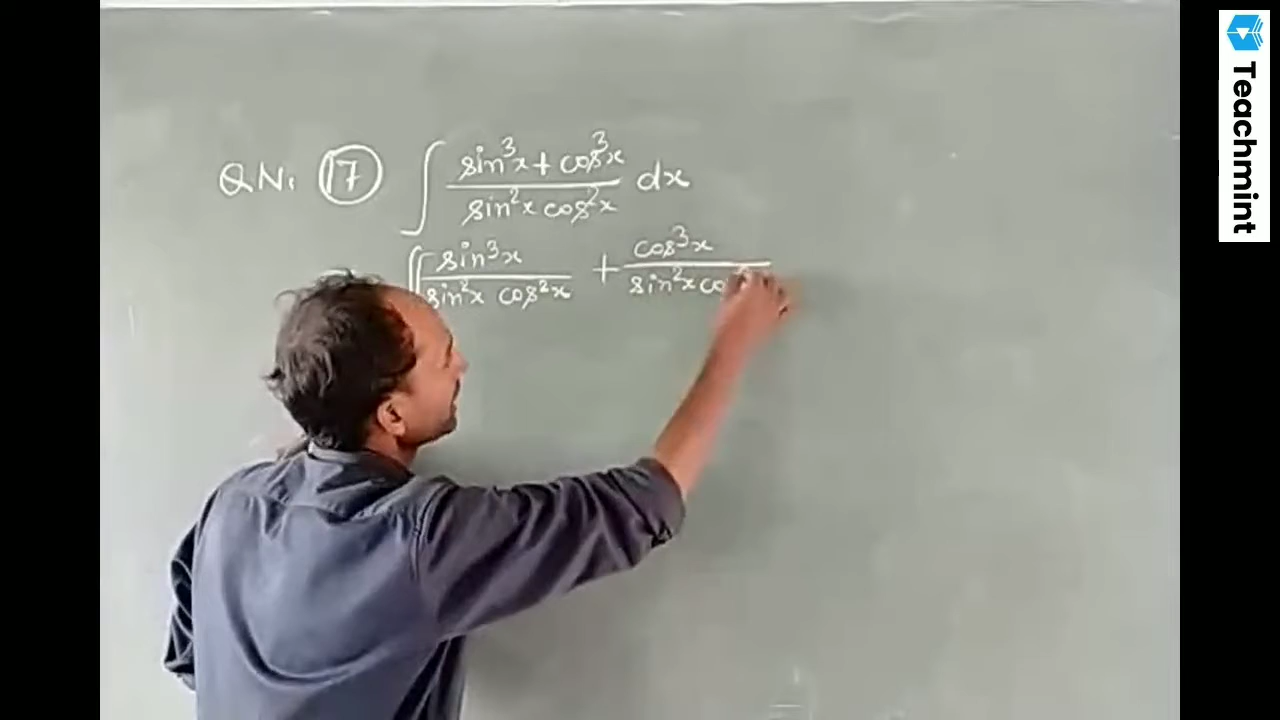 Q.N: 17 ∫ (sin³x + cos³x)/(sin²x cos²x) dx
∫[ sin³x/(sin²x cos²x) + cos³x/(sin²x co
Teachmint